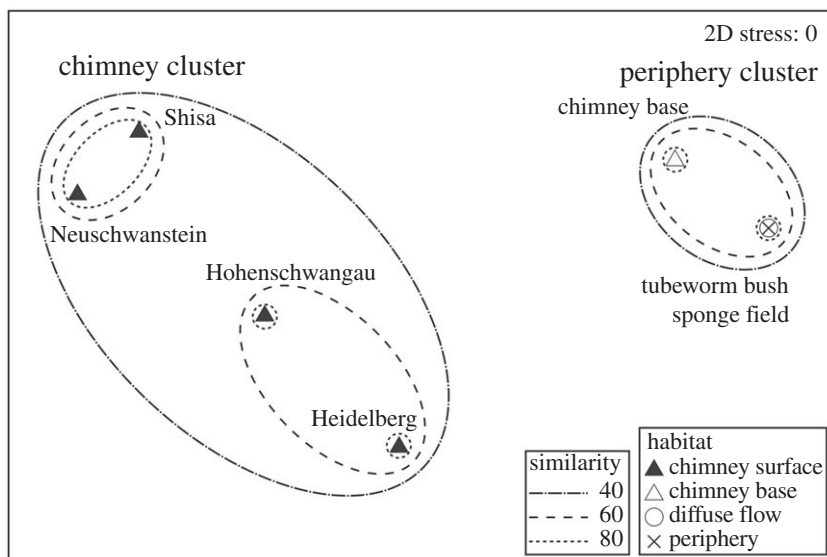 2D stress: 0
chimney cluster
periphery cluster
Shisa
chimney base
Neuschwanstein
Hohenschwangau
tubeworm bush
sponge field
Heidelberg
similarity
40
60
80
habitat
chimney surface
chimney base
diffuse flow
periphery